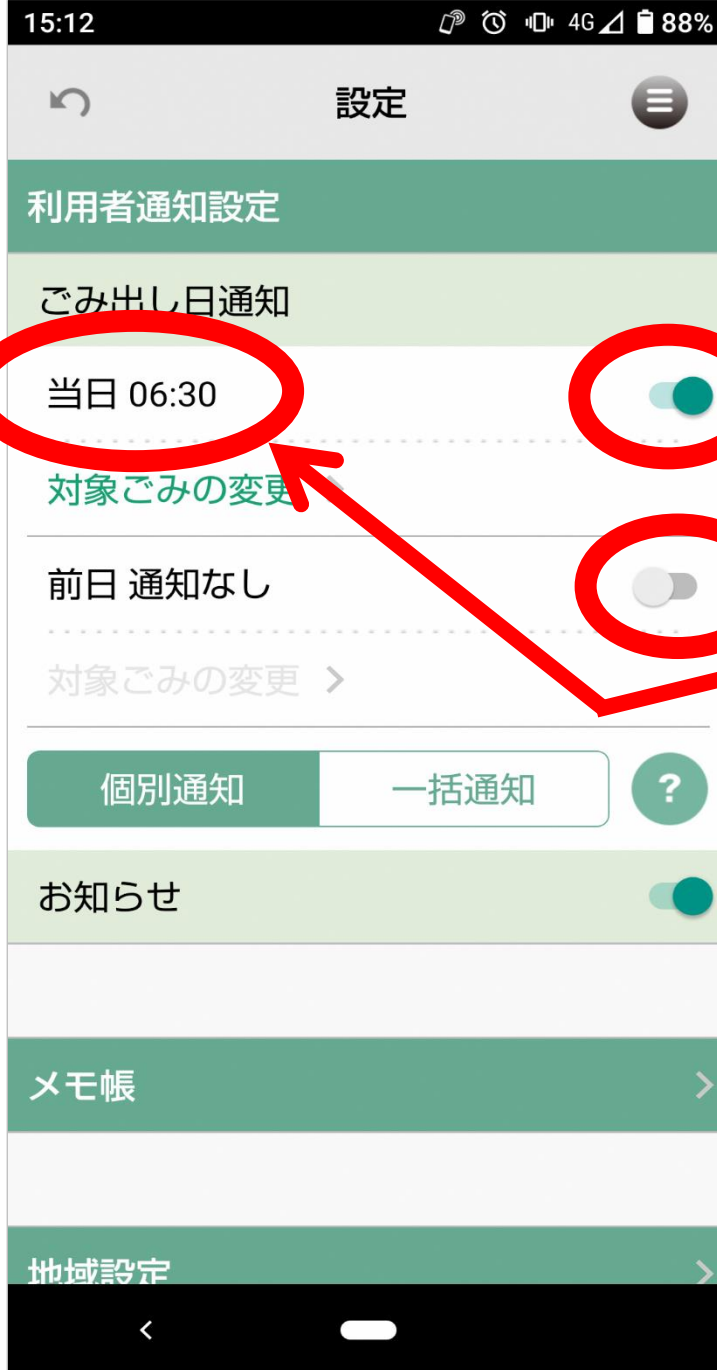 15:12
4G 88%
設定
利用者通知設定
ごみ出し日通知
当日 06:30
対象ごみの変更
前日 通知なし
対象ごみの変更 >
個別通知
一括通知
?
お知らせ
メモ帳 >
地域設定 >